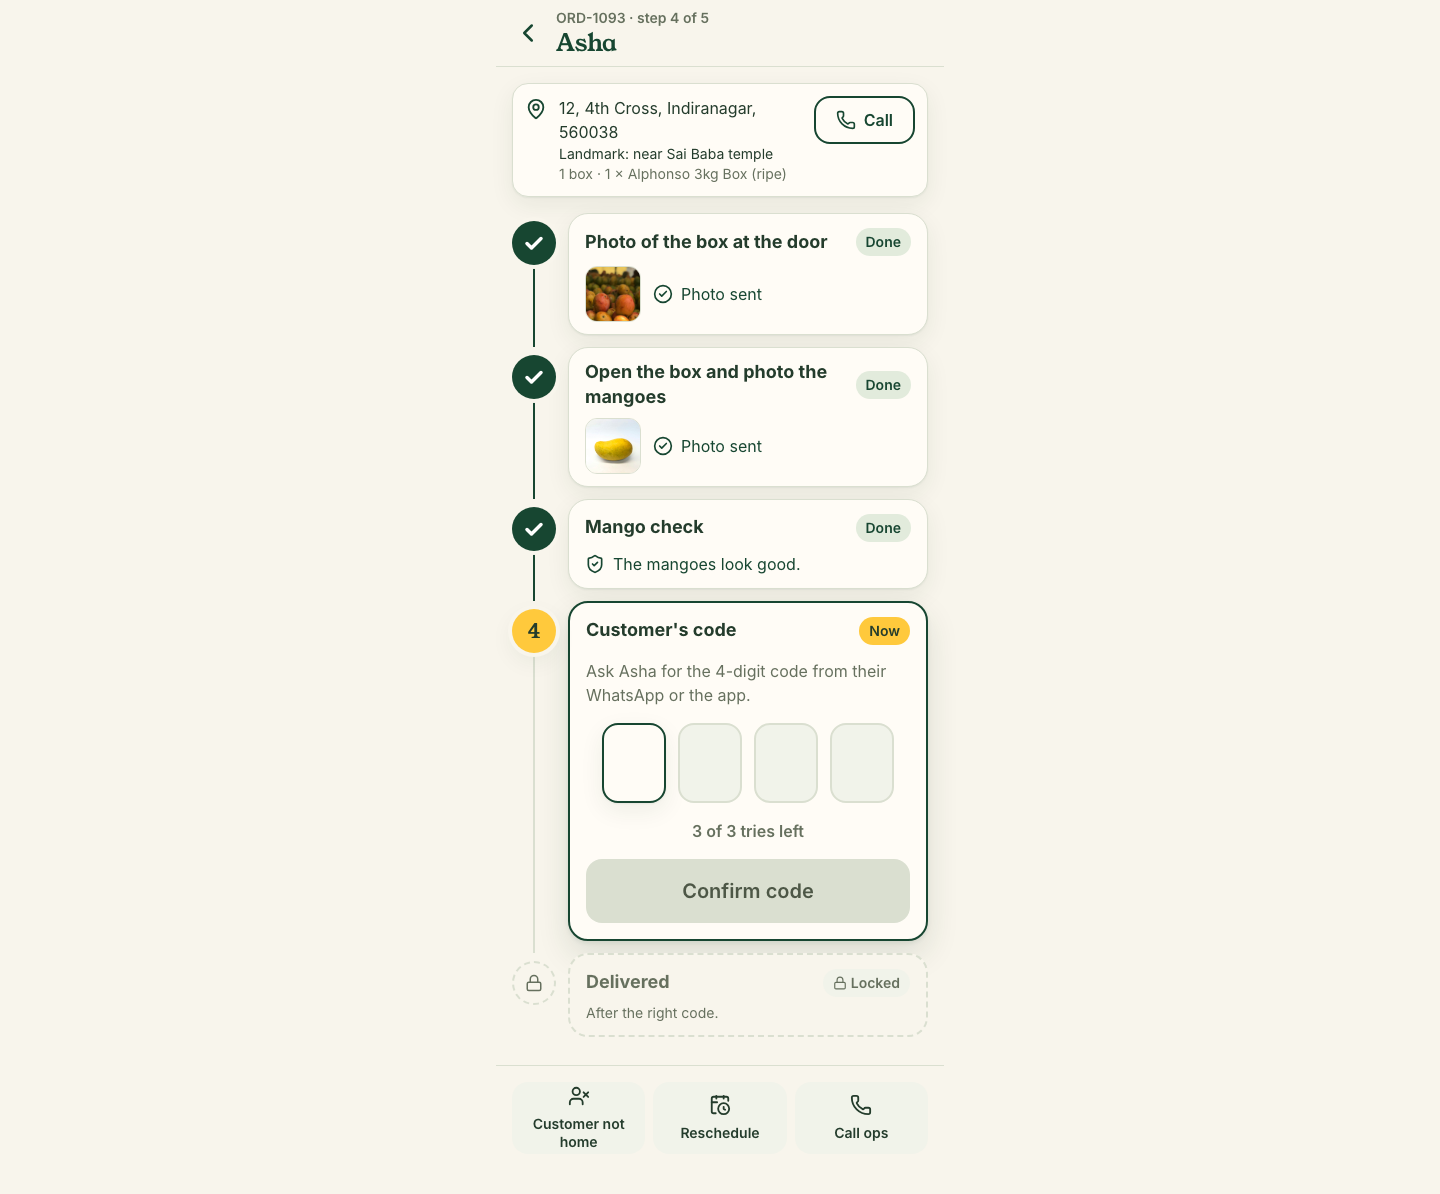 ORD-1093 · step 4 of 5
Asha
12, 4th Cross, Indiranagar,
560038
Landmark: near Sai Baba temple
1 box · 1 × Alphonso 3kg Box (ripe)
Call
Photo of the box at the door
Done
Photo sent
Open the box and photo the
mangoes
Done
Photo sent
Mango check
Done
The mangoes look good.
4
Customer's code
Now
Ask Asha for the 4-digit code from their
WhatsApp or the app.
3 of 3 tries left
Confirm code
Delivered
Locked
After the right code.
Customer not
home
Reschedule
Call ops